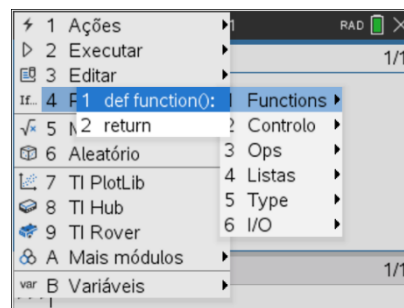 1 Ações
RAD
2 Executar
1/1
3 Editar
If... 4
1 def function():
Functions
2 return
2 Controlo
5
3 Ops
6 Aleatório
4 Listas
7 TI PlotLib
5 Type
8 TI Hub
6 I/O
9 TI Rover
A Mais módulos
1/1
var B Variáveis